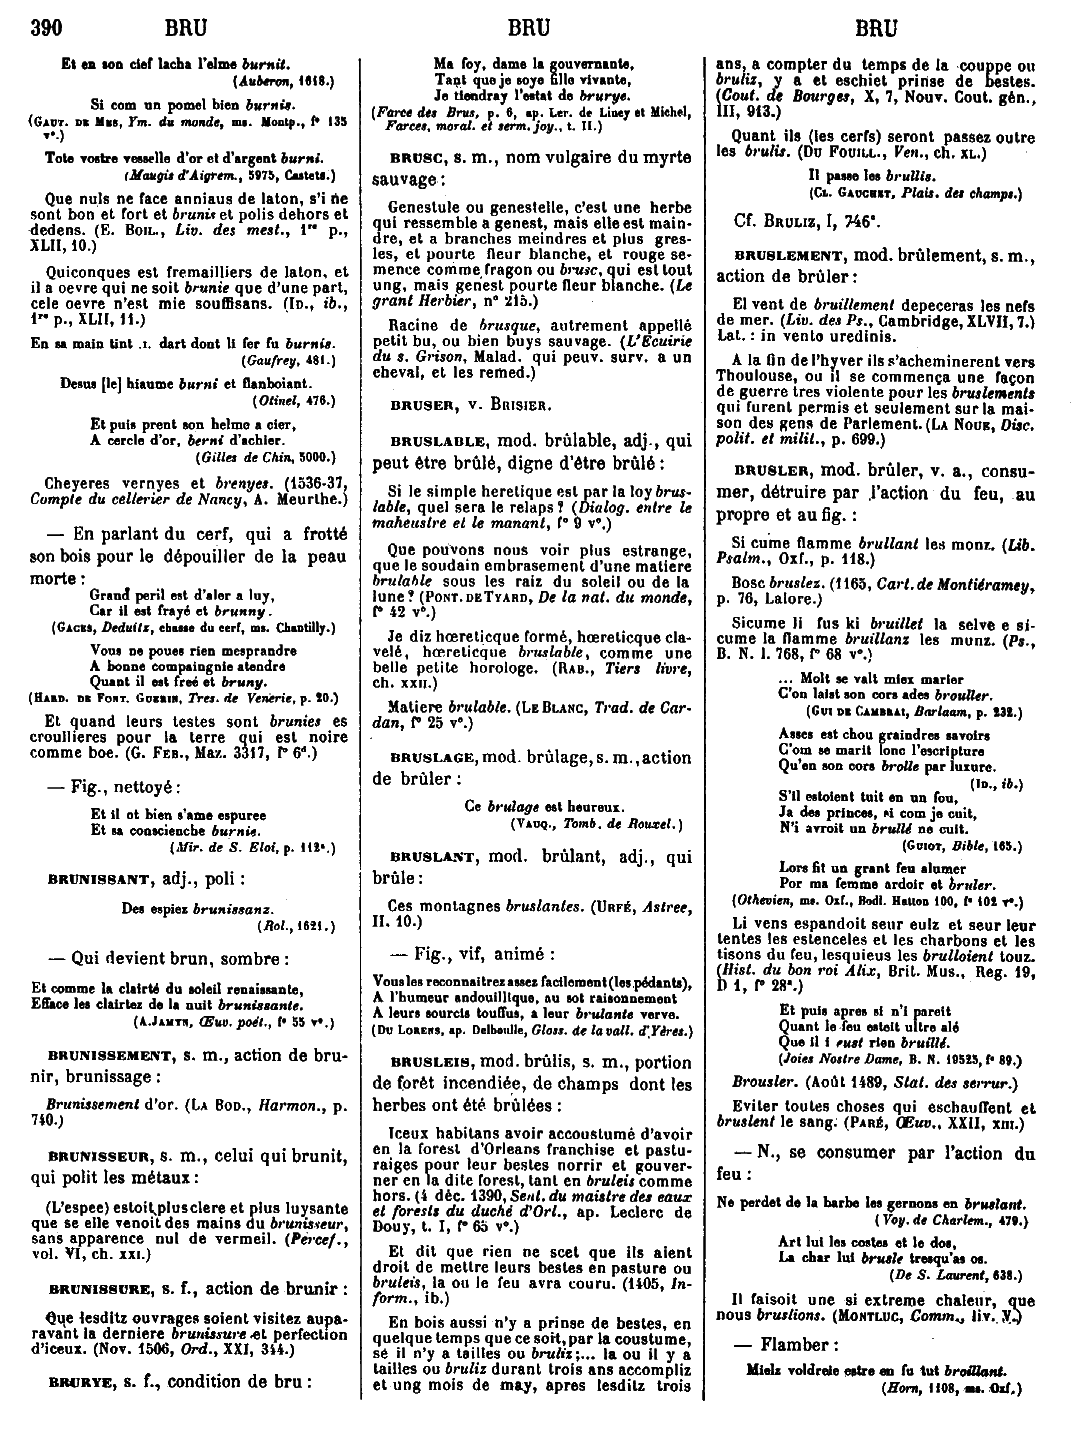 390 BRU BRU BRU
Et en son cief lacha l'elme burnit.
(Auberon, 1618.)
Si com un pomel bien burnis.
(GAUT. DE MES, Ym. du monde, ms. Montp., f° 135
v°.)
Tote vostre vesselle d'or et d'argent burni.
(Maugis d'Aigrem., 5975, Castets.)
Que nuls ne face anniaus de laton, s'i ne
sont bon et fort et brunis et polis dehors et
dedens. (E. BOIL., Liv. des mest., 1re p.,
XLII, 10.)
Quiconques est fremailliers de laton, et
il a oevre qui ne soit brunie que d'une part,
cele oevre n'est mie souffisans. (ID., ib.,
1re p., XLII, 11.)
En sa main tint .I. dart dont li fer fu burnis.
(Gaufrey, 481.)
Desus [le] hiaume burni et flanboiant.
(Otinel, 476.)
Et puis prent son helme a cier,
A cercle d'or, berni d'achier.
(Gilles de Chin, 5000.)
Cheyeres vernyes et brenyes. (1536-37,
Compte du cellerier de Nancy, A. Meurthe.)
— En parlant du cerf, qui a frotté
son bois pour le dépouiller de la peau
morte :
Grand peril est d'aler a luy,
Car il est frayé et brunny.
(GACES, Deduitz, chasse du cerf, ms. Chantilly.)
Vous ne poues rien mesprandre
A bonne compaingnie atendre
Quant il est freé et bruny.
(HARD. DE FONT. GUERIN, Tres. de Venerie, p. 20.)
Et quand leurs testes sont brunies es
croullieres pour la terre qui est noire
comme boe. (G. FEB., Maz. 3317, f° 6d.)
— Fig., nettoyé :
Et il ot bien s'ame espuree
Et sa conscienche burnie.
(Mir. de S. Eloi, p. 112a.)
BRUNISSANT, adj., poli :
Des espiez brunissanz.
(Rol., 1621.)
— Qui devient brun, sombre :
Et comme la clairté du soleil renaissante,
Efface les clairtez de la nuit brunissante.
(A. JAMYN, Œuv. poét., f° 55 v°.)
BRUNISSEMENT, s. m., action de bru-
nir, brunissage :
Brunissement d'or. (LA BOD., Harmon., p.
740.)
BRUNISSEUR, s. m., celui qui brunit,
qui polit les métaux :
(L'espee) estoit plus clere et plus luysante
que se elle venoit des mains du brunisseur,
sans apparence nul de vermeil. (Percef.,
vol. VI, ch. XXI.)
BRUNISSURE, s. f., action de brunir :
Que lesditz ouvrages soient visitez aupa-
ravant la derniere brunissure et perfection
d'iceux. (Nov. 1506, Ord., XXI, 344.)
BRURYE, s. f., condition de bru :
Ma foy, dame la gouvernante,
Tant que je soye fille vivante,
Je tiendray l'estat de brurye.
(Farce des Brus, p. 6, ap. Ler. de Lincy et Michel,
Farces, moral. et serm. joy., t. II.)
BRUSC, s. m., nom vulgaire du myrte
sauvage :
Genestule ou genestelle, c'est une herbe
qui ressemble a genest, mais elle est main-
dre, et a branches meindres et plus gres-
les, et pourte fleur blanche, et rouge se-
mence comme fragon ou brusc, qui est tout
ung, mais genest pourte fleur blanche. (Le
grant Herbier, n° 215.)
Racine de brusque, autrement appellé
petit bu, ou bien buys sauvage. (L'Ecuirie
du s. Grison, Malad. qui peuv. surv. a un
cheval, et les remed.)
BRUSER, v. BRISIER.
BRUSLABLE, mod. brûlable, adj., qui
peut être brûlé, digne d'être brûlé :
Si le simple heretique est par la loy brus-
lable, quel sera le relaps ? (Dialog. entre le
maheustre et le manant, f° 9 v°.)
Que pouvons nous voir plus estrange,
que le soudain embrasement d'une matiere
brulable sous les raiz du soleil ou de la
lune ? (PONT. DE TYARD, De la nat. du monde,
f° 42 v°.)
Je diz hœreticque formé, hœreticque cla-
velé, hœreticque bruslable, comme une
belle petite horologe. (RAB., Tiers livre,
ch. XXII.)
Matiere brulable. (LE BLANC, Trad. de Car-
dan, f° 25 v°.)
BRUSLAGE, mod. brûlage, s. m., action
de brûler :
Ce brulage est heureux.
(VAUQ., Tomb. de Rouxel.)
BRUSLANT, mod. brûlant, adj., qui
brûle :
Ces montagnes bruslantes. (URFÉ, Astree,
II. 10.)
— Fig., vif, animé :
Vous les reconnaitrez assez facilement (les pédants),
A l'humeur andouillique, au sot raisonnement
A leurs sourcis touffus, a leur brulante verve.
(DU LORENS, ap. Delboulle, Gloss. de la vall. d'Yères.)
BRUSLEIS, mod. brûlis, s. m., portion
de forêt incendiée, de champs dont les
herbes ont été brûlées :
Iceux habitans avoir accoustumé d'avoir
en la forest d'Orleans franchise et pastu-
raiges pour leur bestes norrir et gouver-
ner en la dite forest, tant en bruleis comme
hors. (4 déc. 1390, Sent. du maistre des eaux
et forests du duché d'Orl., ap. Leclerc de
Douy, t. I, f° 65 v°.)
Et dit que rien ne scet que ils aient
droit de mettre leurs bestes en pasture ou
bruleis, la ou le feu avra couru. (1405, In-
form., ib.)
En bois aussi n'y a prinse de bestes, en
quelque temps que ce soit, par la coustume,
sé il n'y a tailles ou bruliz ;... la ou il y a
tailles ou bruliz durant trois ans accompliz
et ung mois de may, apres lesditz trois
ans, a compter du temps de la couppe ou
bruliz, y a et eschiet prinse de bestes.
(Cout. de Bourges, X, 7, Nouv. Cout. gén.,
III, 913.)
Quant ils (les cerfs) seront passez outre
les brulis. (DU FOUILL., Ven., ch. XL.)
Il passe les brullis.
(CL. GAUCHET, Plais. des champs.)
Cf. BRULIZ, I, 746a.
BRUSLEMENT, mod. brûlement, s. m.,
action de brûler :
El vent de bruillement depeceras les nefs
de mer. (Liv. des Ps., Cambridge, XLVII, 7.)
Lat. : in vento uredinis.
A la fin de l'hyver ils s'acheminerent vers
Thoulouse, ou il se commença une façon
de guerre tres violente pour les bruslements
qui furent permis et seulement sur la mai-
son des gens de Parlement. (LA NOUE, Disc.
polit. et milit., p. 699.)
BRUSLER, mod. brûler, v. a., consu-
mer, détruire par l'action du feu, au
propre et au fig. :
Si cume flamme brullant les monz. (Lib.
Psalm., Oxf., p. 118.)
Bosc bruslez. (1165, Cart. de Montiéramey,
p. 76, Lalore.)
Sicume li fus ki bruillet la selve e si-
cume la flamme bruillanz les munz. (Ps.,
B. N. l. 768, f° 68 v°.)
... Molt se valt miex marier
C'on laist son cors ades brouller.
(GUI DE CAMBRAI, Barlaam, p. 232.)
Asses est chou graindres savoirs
C'om se marit fonc l'escripture
Qu'en son cors brolle par luxure.
(ID., ib.)
S'il estoient tuit en un fou,
Ja des princes, si com je cuit,
N'i avroit un brullé ne cuit.
(GUIOT, Bible, 165.)
Lors fit un grant feu alumer
Por ma femme ardoir et bruler.
(Othevien, ms. Oxf., Bodl. Hatton 100, f° 102 r°.)
Li vens espandoit seur eulz et seur leur
tentes les estenceles et les charbons et les
tisons du feu, lesquieus les brulloient touz.
(Hist. du bon roi Alix, Brit. Mus., Reg. 19,
D 1, f° 28a.)
Et puis apres si n'i pareit
Quant le feu esteit ultre alé
Que il i eust rien bruillé.
(Joies Nostre Dame, B. N. 19525, f° 89.)
Brousler. (Août 1489, Stat. des serrur.)
Eviter toutes choses qui eschauffent et
bruslent le sang. (PARÉ, Œuv., XXII, XIII.)
— N., se consumer par l'action du
feu :
Ne perdet de la barbe les gernons en bruslant.
(Voy. de Charlem., 479.)
Art lui les costes et le dos,
La char lui brusle tresqu'as os.
(De S. Laurent, 638.)
Il faisoit une si extreme chaleur, que
nous bruslions. (MONTLUC, Comm., liv. V.)
— Flamber :
Mielz voldreie estre en fu tut broillant.
(Horn, 1108, ms. Oxf.)